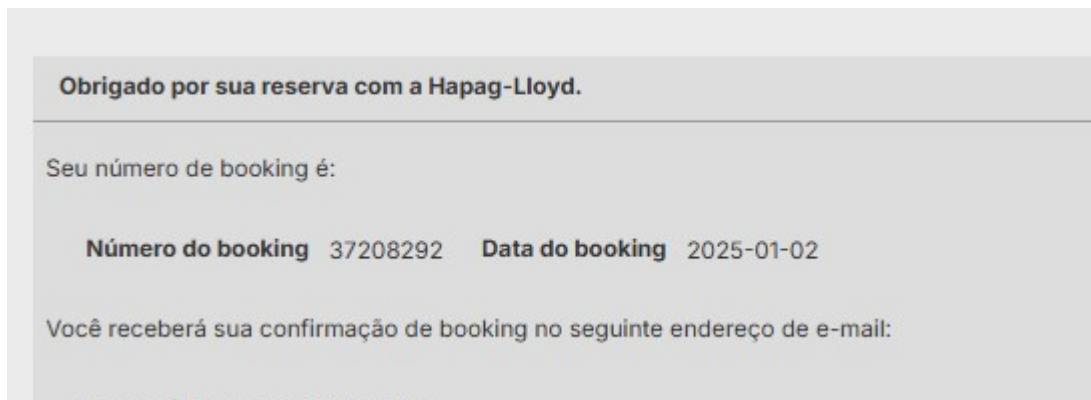 Obrigado por sua reserva com a Hapag-Lloyd.
Seu número de booking é:
Número do booking 37208292 Data do booking 2025-01-02
Você receberá sua confirmação de booking no seguinte endereço de e-mail: